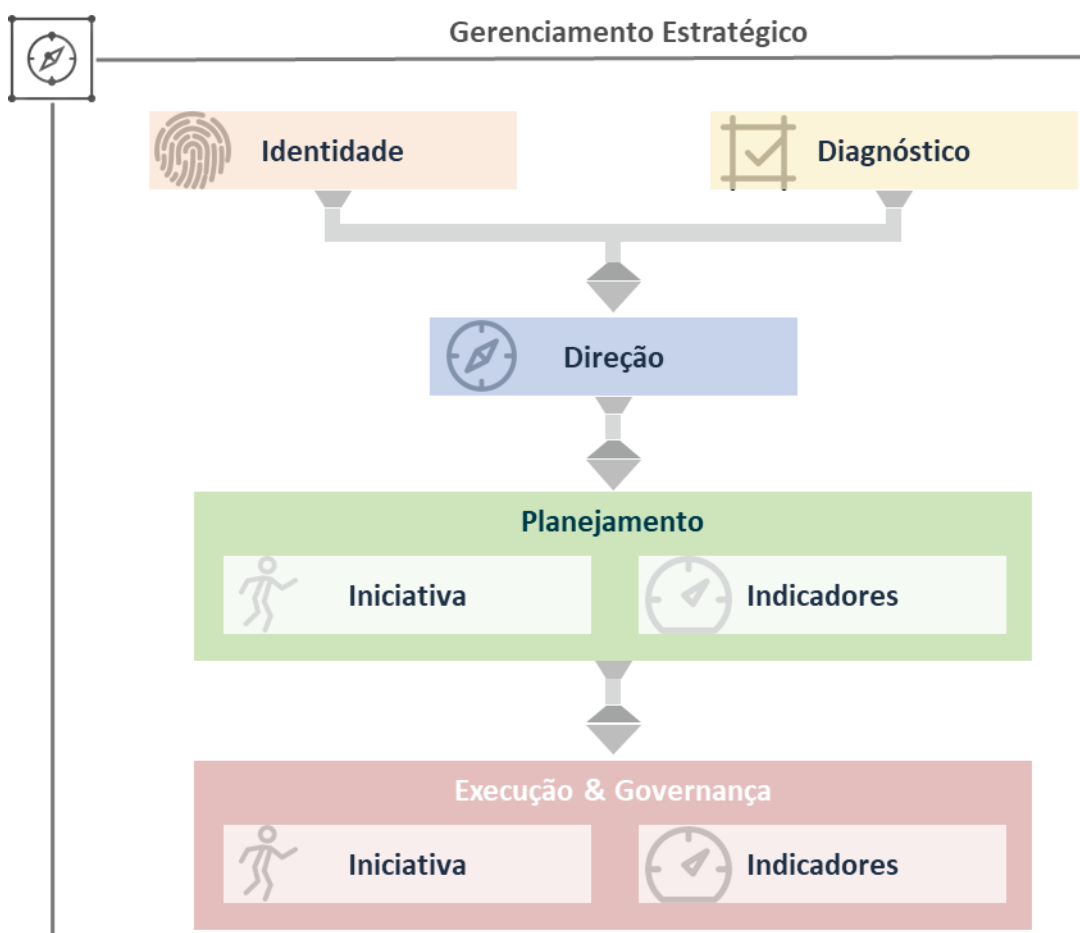 Gerenciamento Estratégico
Identidade
Diagnóstico
Direção
Planejamento
Iniciativa
Indicadores
Execução & Governança
Iniciativa
Indicadores